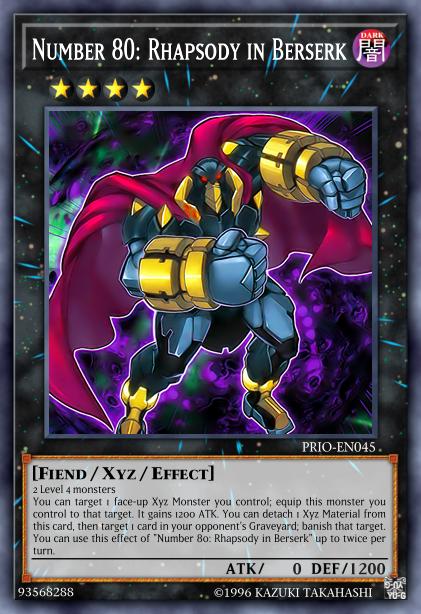 Number 80: Rhapsody in Berserk
DARK
闇
PRIO-EN045
[Fiend / Xyz / Effect]
2 Level 4 monsters
You can target 1 face-up Xyz Monster you control; equip this monster you
control to that target. It gains 1200 ATK. You can detach 1 Xyz Material from
this card, then target 1 card in your opponent's Graveyard; banish that target.
You can use this effect of "Number 80: Rhapsody in Berserk" up to twice per
turn.
ATK/ 0 DEF/1200
93568288
©1996 KAZUKI TAKAHASHI